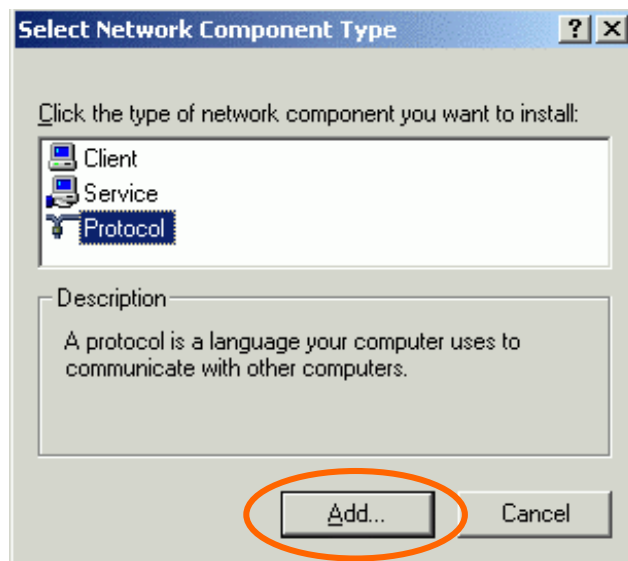 Select Network Component Type
Click the type of network component you want to install:
Client
Service
Protocol
Description
A protocol is a language your computer uses to
communicate with other computers.
Add...
Cancel